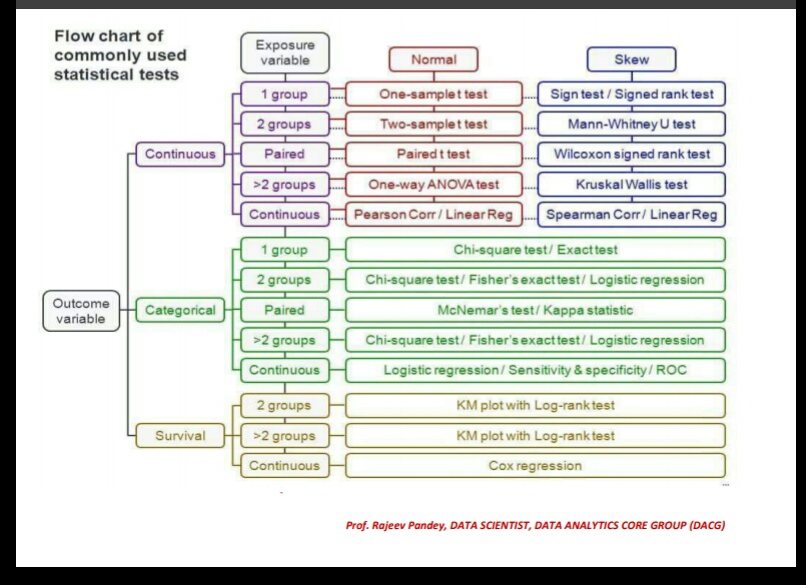 Flow chart of
commonly used
statistical tests
Exposure
variable
Normal
Skew
1 group
One-sample t test
Sign test / Signed rank test
2 groups
Two-sample t test
Mann-Whitney U test
Continuous
Paired
Paired t test
Wilcoxon signed rank test
>2 groups
One-way ANOVA test
Kruskal Wallis test
Continuous
Pearson Corr / Linear Reg
Spearman Corr / Linear Reg
1 group
Chi-square test / Exact test
2 groups
Chi-square test / Fisher's exact test / Logistic regression
Outcome
variable
Categorical
Paired
McNemar's test / Kappa statistic
>2 groups
Chi-square test / Fisher's exact test / Logistic regression
Continuous
Logistic regression / Sensitivity & specificity / ROC
2 groups
KM plot with Log-rank test
Survival
>2 groups
KM plot with Log-rank test
Continuous
Cox regression
Prof. Rajeev Pandey, DATA SCIENTIST, DATA ANALYTICS CORE GROUP (DACG)